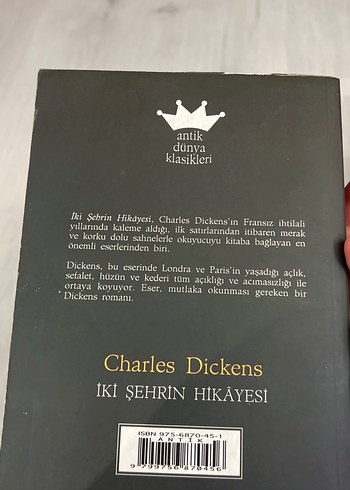 antik
dünya
klasikleri
İki Şehrin Hikâyesi, Charles Dickens'ın Fransız ihtilali
yıllarında kaleme aldığı, ilk satırlarından itibaren merak
ve korku dolu sahnelerle okuyucuyu kitaba bağlayan en
önemli eserlerinden biri.
Dickens, bu eserinde Londra ve Paris'in yaşadığı açlık,
sefalet, hüzün ve kederi tüm açıklığı ve acımasızlığı ile
ortaya koyuyor. Eser, mutlaka okunması gereken bir
Dickens romanı.
Charles Dickens
İKİ ŞEHRİN HİKÂYESİ
ISBN 975-6870-45-1
ANTİK
9799756870456